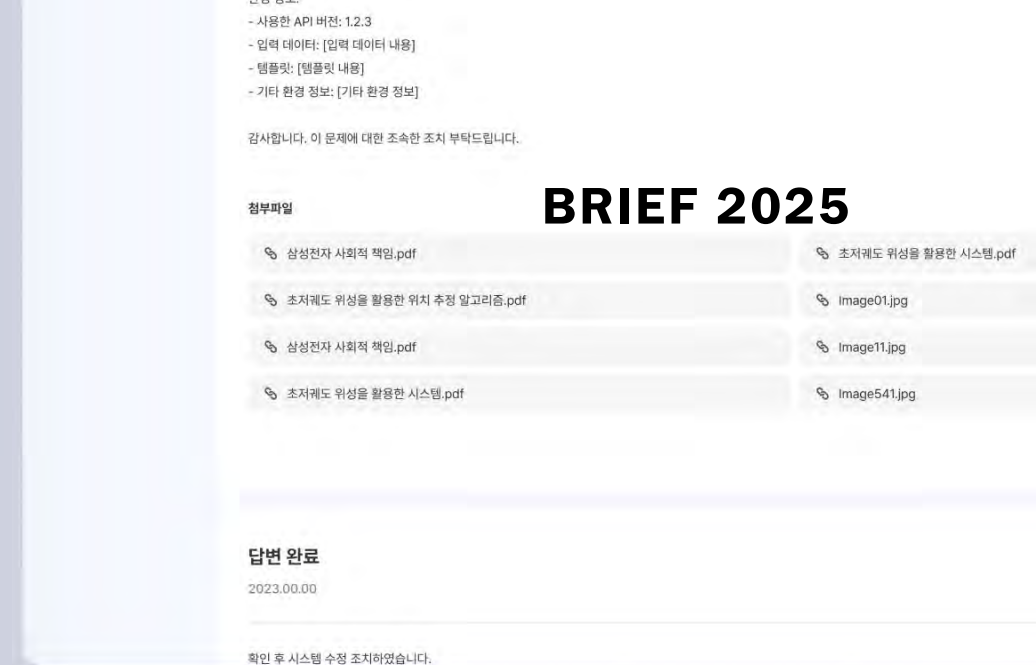 - 사용한 API 버전: 1.2.3
- 입력 데이터: [입력 데이터 내용]
- 템플릿: [템플릿 내용]
- 기타 환경 정보: [기타 환경 정보]
감사합니다. 이 문제에 대한 조속한 조치 부탁드립니다.
첨부파일
BRIEF 2025
삼성전자 사회적 책임.pdf
초저궤도 위성을 활용한 시스템.pdf
초저궤도 위성을 활용한 위치 추정 알고리즘.pdf
Image01.jpg
삼성전자 사회적 책임.pdf
Image11.jpg
초저궤도 위성을 활용한 시스템.pdf
Image541.jpg
답변 완료
2023.00.00
확인 후 시스템 수정 조치하였습니다.